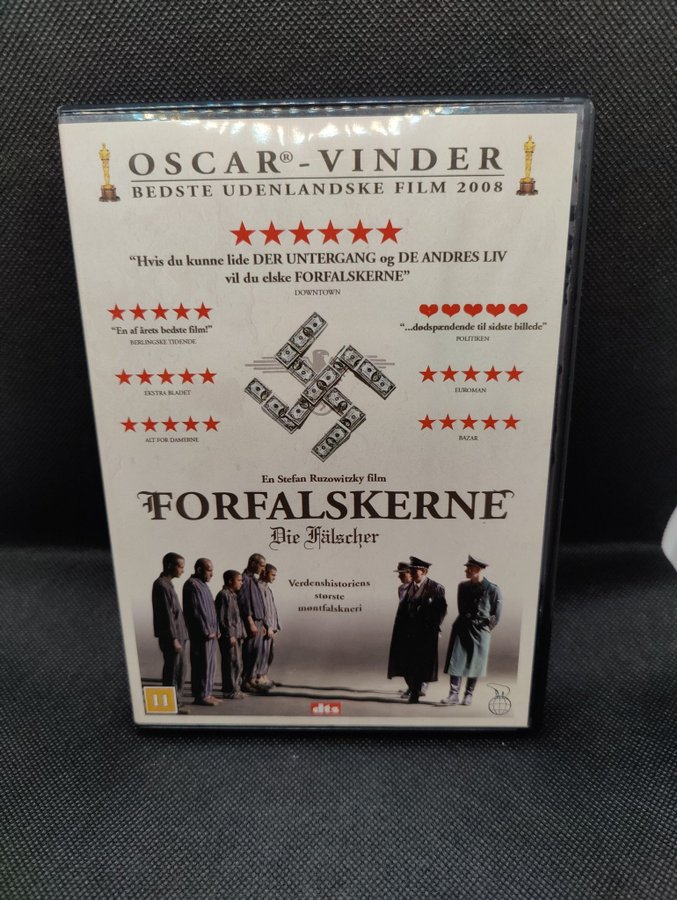 OSCAR®-VINDER
BEDSTE UDENLANDSKE FILM 2008
“Hvis du kunne lide DER UNTERGANG og DE ANDRES LIV
vil du elske FORFALSKERNE”
DOWNTOWN
“En af årets bedste film!”
BERLINGSKE TIDENDE
“...dødspændende til sidste billede”
POLITIKEN
EKSTRA BLADET
EUROMAN
ALT FOR DAMERNE
BAZAR
En Stefan Ruzowitzky film
FORFALSKERNE
Die Fälscher
Verdenshistoriens
største
møntfalskneri
11
dts